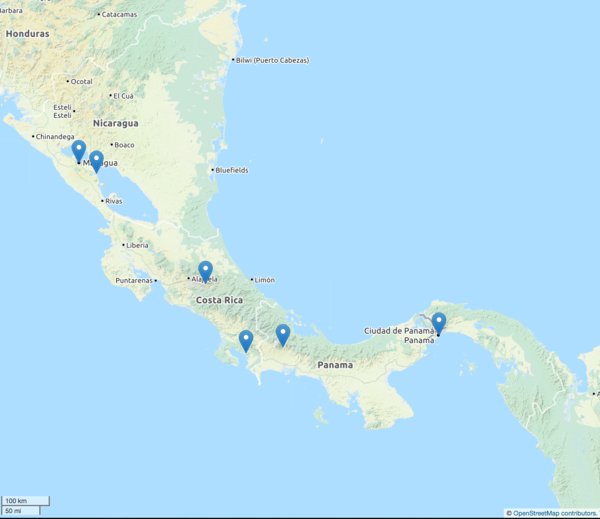 Barbara
Catacamas
Honduras
Bilwi (Puerto Cabezas)
Ocotal
El Cuá
Estelí
Estelí
Nicaragua
Chinandega
Boaco
Managua
Bluefields
Rivas
Liberia
Puntarenas
Alajuela
Limón
Costa Rica
Ciudad de Panamá
Panamá
Panama
100 km
50 mi
© OpenStreetMap contributors.